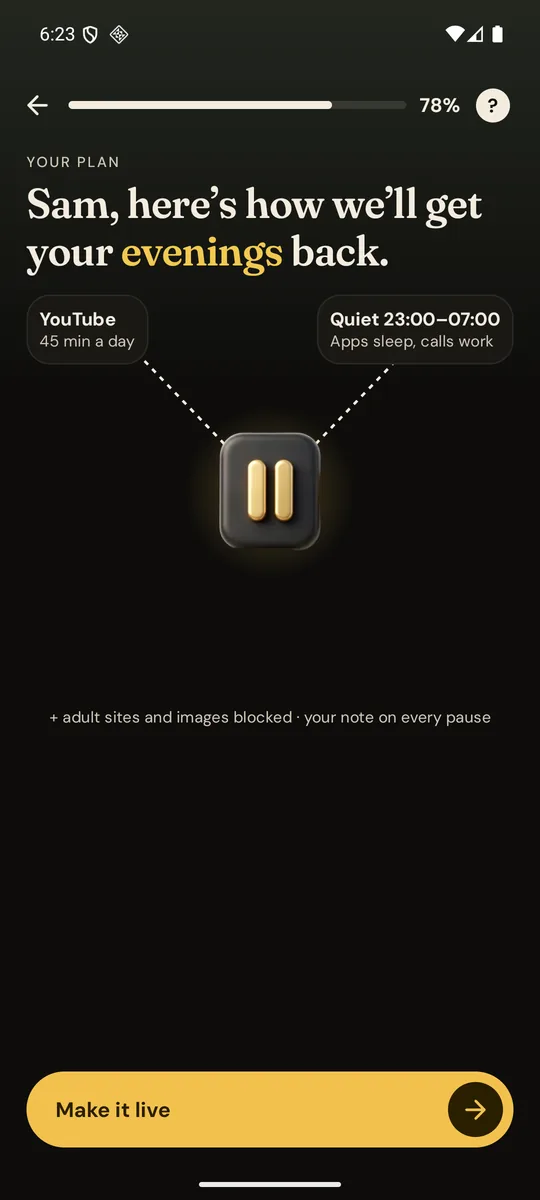 6:23
78%
?
YOUR PLAN
Sam, here’s how we’ll get
your evenings back.
YouTube
45 min a day
Quiet 23:00–07:00
Apps sleep, calls work
+ adult sites and images blocked · your note on every pause
Make it live